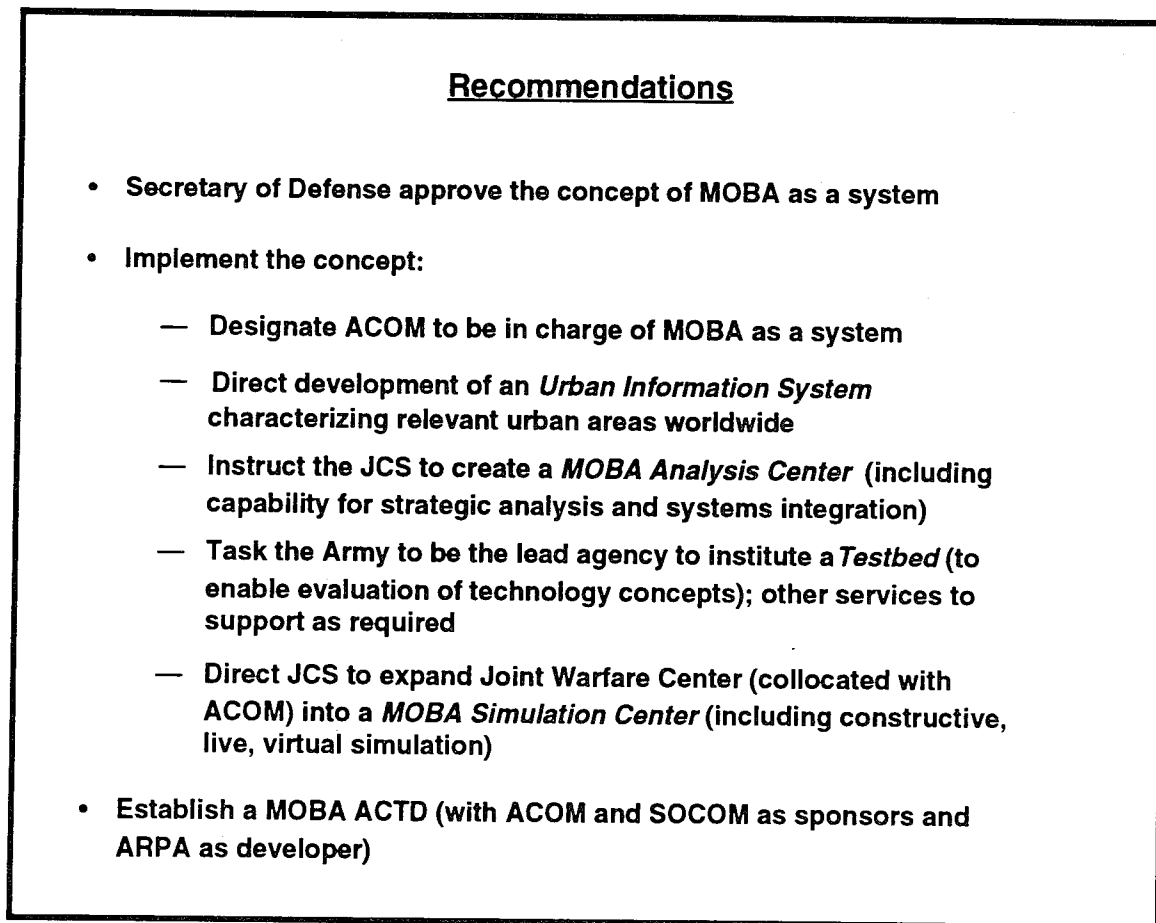 Recommendations
• Secretary of Defense approve the concept of MOBA as a system
• Implement the concept:
— Designate ACOM to be in charge of MOBA as a system
— Direct development of an Urban Information System
characterizing relevant urban areas worldwide
— Instruct the JCS to create a MOBA Analysis Center (including
capability for strategic analysis and systems integration)
— Task the Army to be the lead agency to institute a Testbed (to
enable evaluation of technology concepts); other services to
support as required
— Direct JCS to expand Joint Warfare Center (collocated with
ACOM) into a MOBA Simulation Center (including constructive,
live, virtual simulation)
• Establish a MOBA ACTD (with ACOM and SOCOM as sponsors and
ARPA as developer)